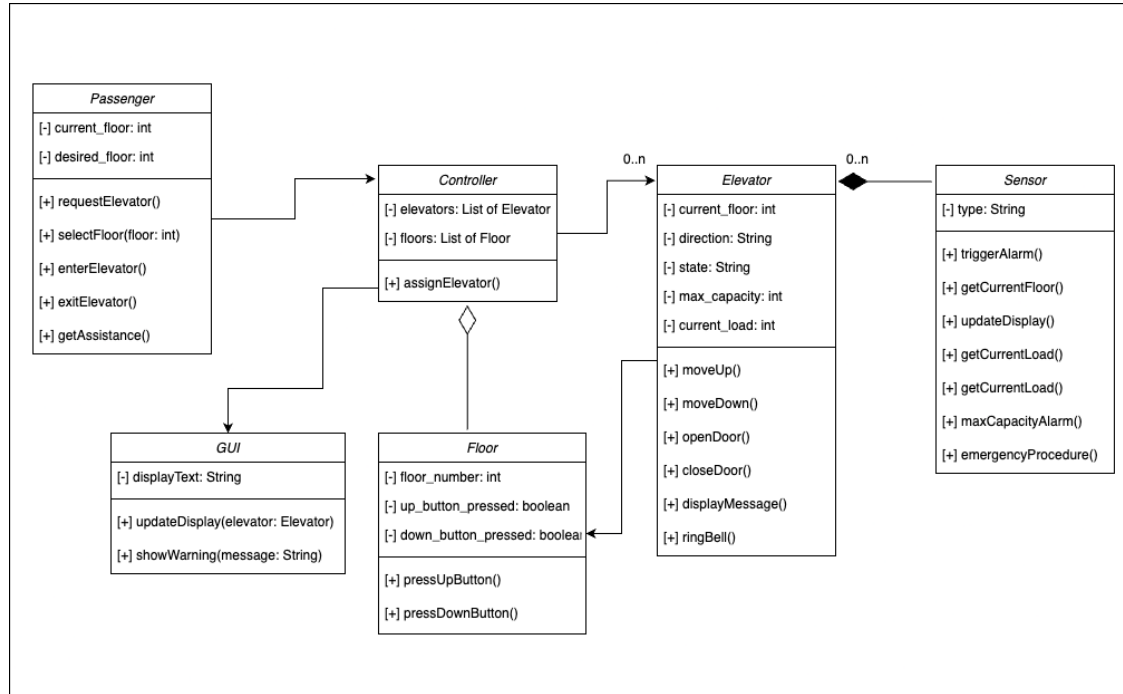 Passenger
[-] current_floor: int
[-] desired_floor: int
[+] requestElevator()
[+] selectFloor(floor: int)
[+] enterElevator()
[+] exitElevator()
[+] getAssistance()
Controller
[-] elevators: List of Elevator
[-] floors: List of Floor
[+] assignElevator()
0..n
Elevator
[-] current_floor: int
[-] direction: String
[-] state: String
[-] max_capacity: int
[-] current_load: int
[+] moveUp()
[+] moveDown()
[+] openDoor()
[+] closeDoor()
[+] displayMessage()
[+] ringBell()
0..n
Sensor
[-] type: String
[+] triggerAlarm()
[+] getCurrentFloor()
[+] updateDisplay()
[+] getCurrentLoad()
[+] getCurrentLoad()
[+] maxCapacityAlarm()
[+] emergencyProcedure()
GUI
[-] displayText: String
[+] updateDisplay(elevator: Elevator)
[+] showWarning(message: String)
Floor
[-] floor_number: int
[-] up_button_pressed: boolean
[-] down_button_pressed: boolean
[+] pressUpButton()
[+] pressDownButton()